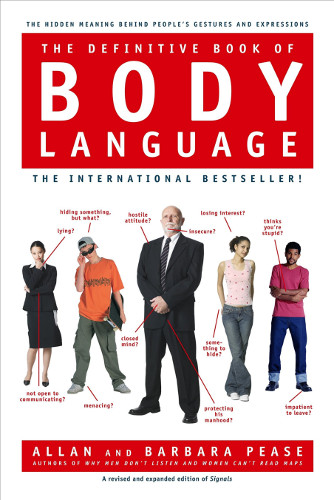 THE HIDDEN MEANING BEHIND PEOPLE'S GESTURES AND EXPRESSIONS
THE DEFINITIVE BOOK OF
BODY
LANGUAGE
THE INTERNATIONAL BESTSELLER!
hiding something,
but what?
lying?
hostile
attitude?
losing interest?
insecure?
thinks
you're
stupid?
closed
mind?
some-
thing to
hide?
not open to
communicating?
menacing?
protecting
his
manhood?
impatient
to leave?
ALLAN AND BARBARA PEASE
AUTHORS OF WHY MEN DON'T LISTEN AND WOMEN CAN'T READ MAPS
A revised and expanded edition of Signals